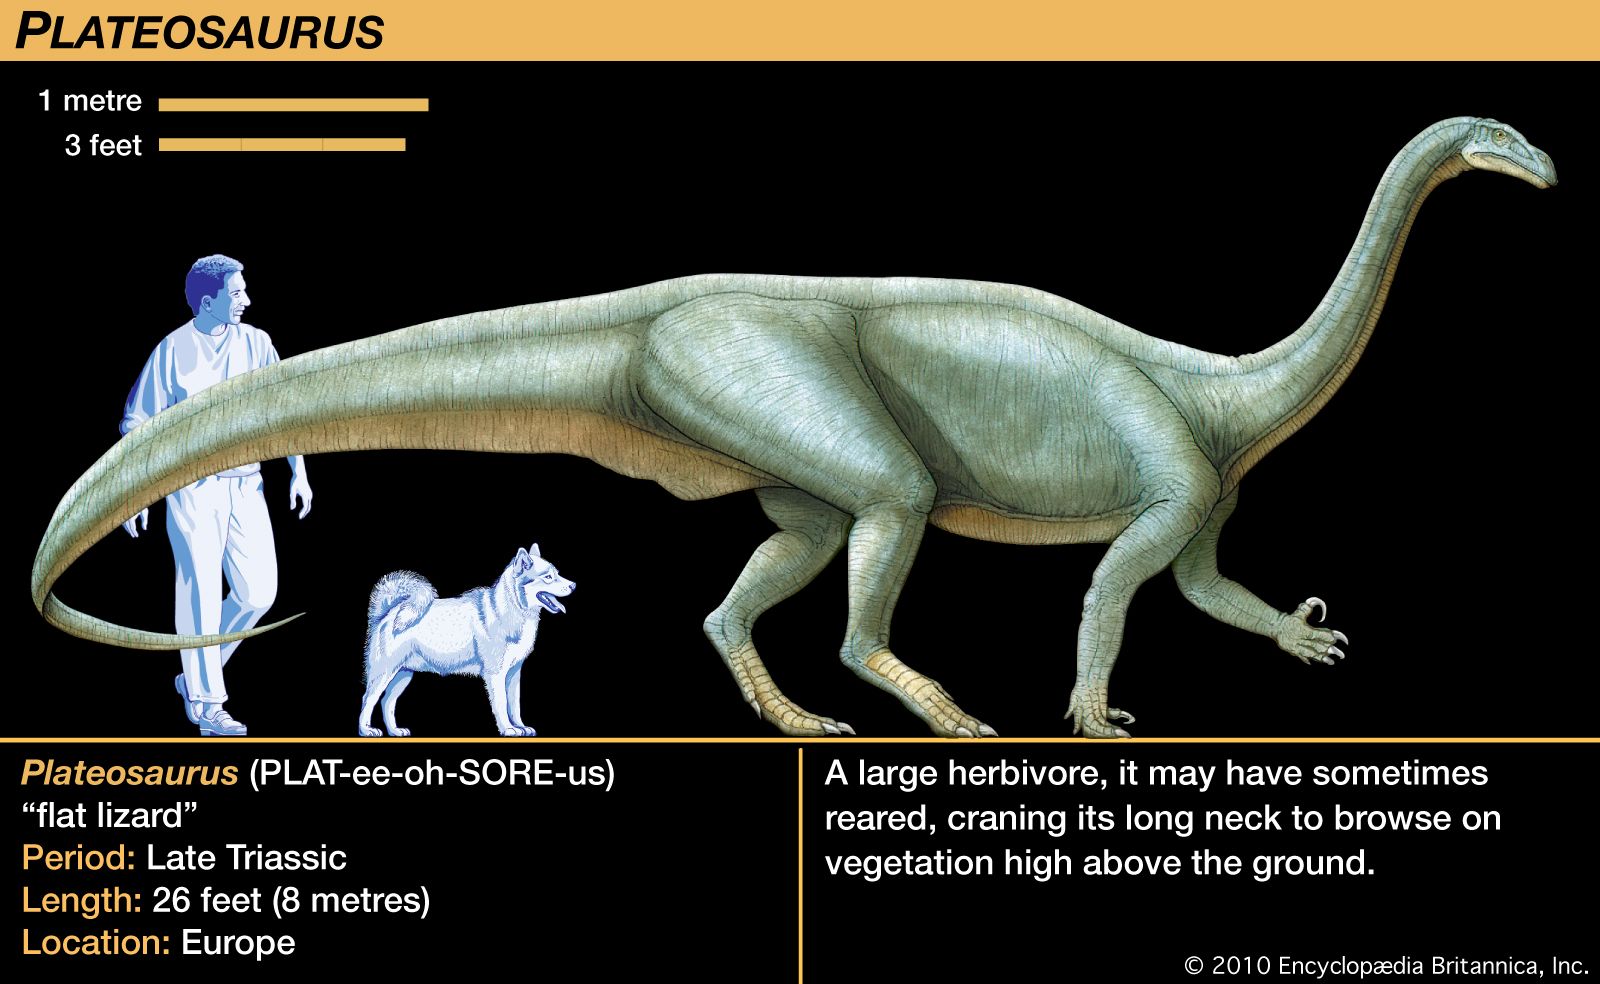 PLATEOSAURUS
1 metre
3 feet
Plateosaurus (PLAT-ee-oh-SORE-us)
“flat lizard”
Period: Late Triassic
Length: 26 feet (8 metres)
Location: Europe
A large herbivore, it may have sometimes
reared, craning its long neck to browse on
vegetation high above the ground.
© 2010 Encyclopædia Britannica, Inc.